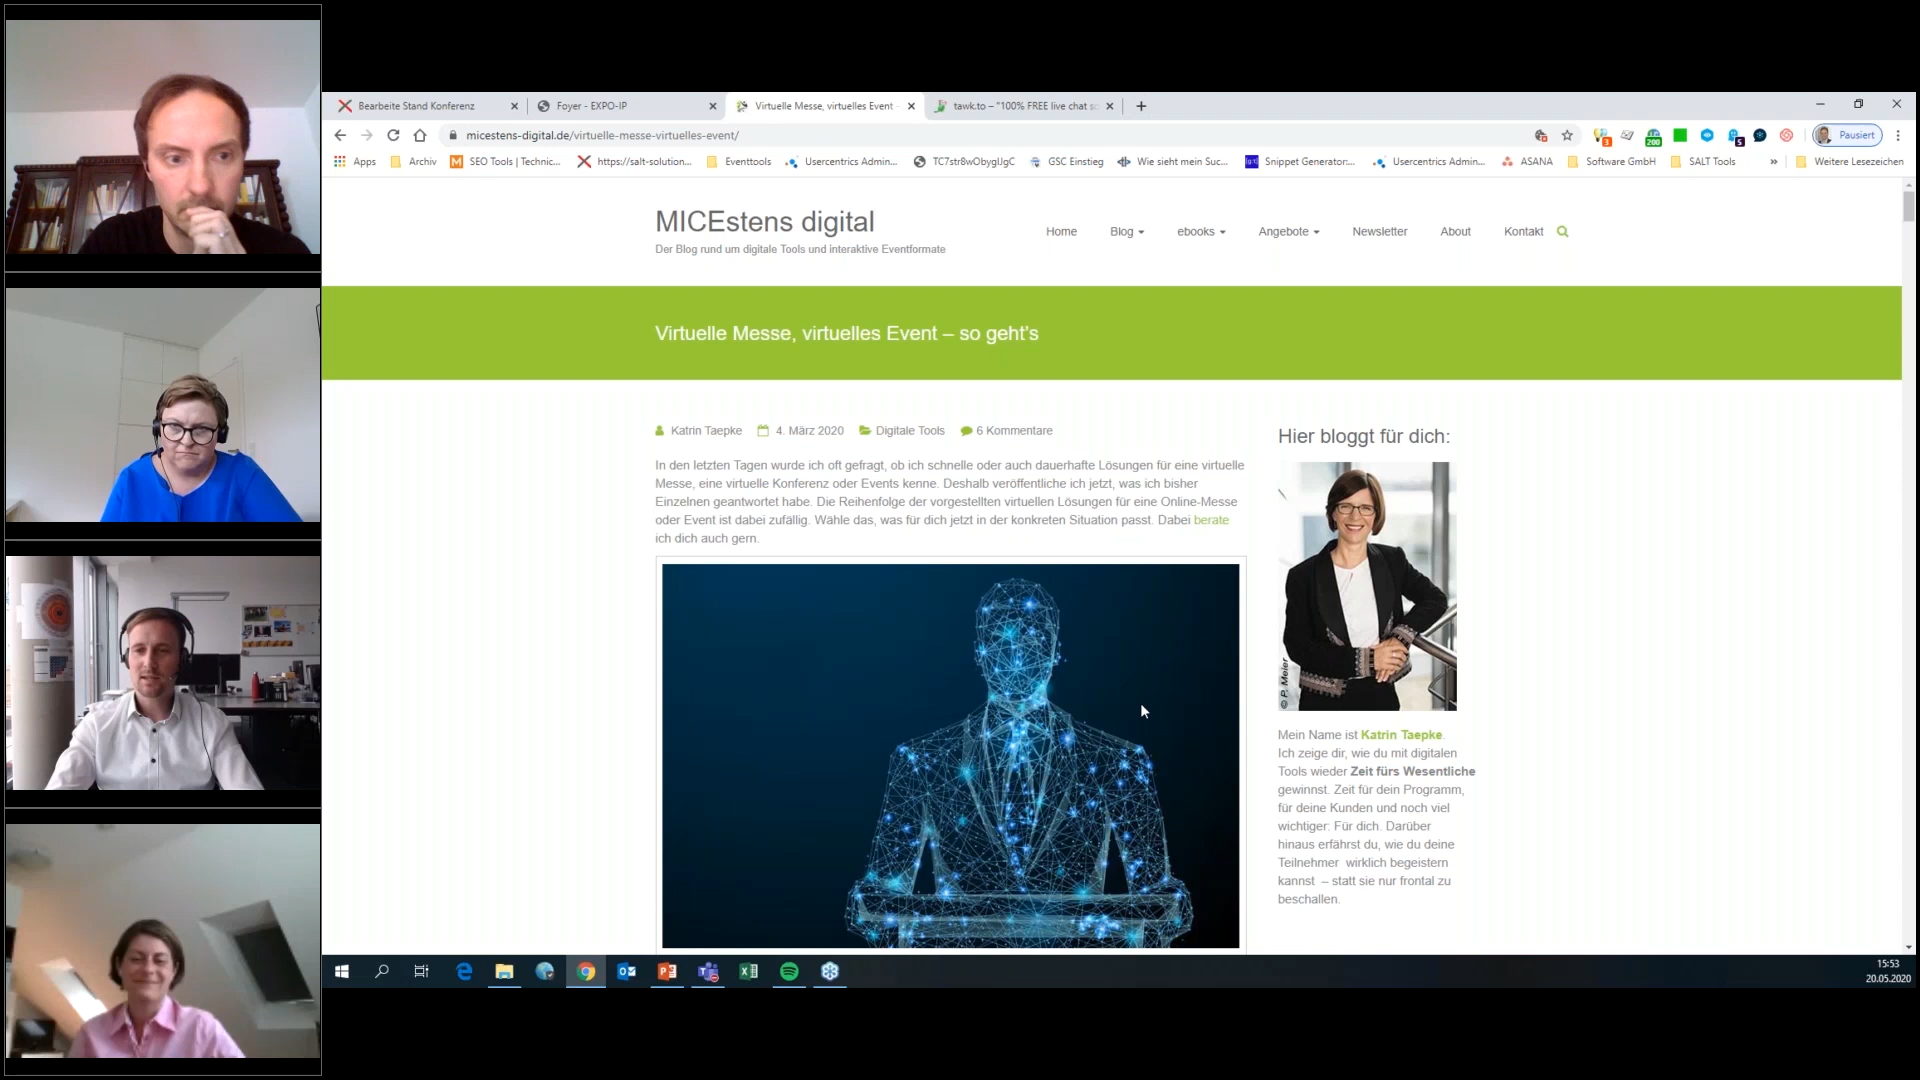 Bearbeite Stand Konferenz
Foyer - EXPO-IP
Virtuelle Messe, virtuelles Event -
tawk.to – "100% FREE live chat so
micestens-digital.de/virtuelle-messe-virtuelles-event/
3
200
5
Pausiert
Apps
Archiv
SEO Tools | Technic...
https://salt-solution...
Eventtools
Usercentrics Admin...
TC7str8wObygUgC
GSC Einstieg
Wie sieht mein Suc...
Snippet Generator:...
Usercentrics Admin...
ASANA
Software GmbH
SALT Tools
»
Weitere Lesezeichen
MICEstens digital
Der Blog rund um digitale Tools und interaktive Eventformate
Home
Blog
ebooks
Angebote
Newsletter
About
Kontakt
Virtuelle Messe, virtuelles Event – so geht's
Katrin Taepke
4. März 2020
Digitale Tools
6 Kommentare
In den letzten Tagen wurde ich oft gefragt, ob ich schnelle oder auch dauerhafte Lösungen für eine virtuelle
Messe, eine virtuelle Konferenz oder Events kenne. Deshalb veröffentliche ich jetzt, was ich bisher
Einzelnen geantwortet habe. Die Reihenfolge der vorgestellten virtuellen Lösungen für eine Online-Messe
oder Event ist dabei zufällig. Wähle das, was für dich jetzt in der konkreten Situation passt. Dabei berate
ich dich auch gern.
Hier bloggt für dich:
© P. Meier
Mein Name ist Katrin Taepke.
Ich zeige dir, wie du mit digitalen
Tools wieder Zeit fürs Wesentliche
gewinnst. Zeit für dein Programm,
für deine Kunden und noch viel
wichtiger: Für dich. Darüber
hinaus erfährst du, wie du deine
Teilnehmer wirklich begeistern
kannst – statt sie nur frontal zu
beschallen.
15:53
20.05.2020